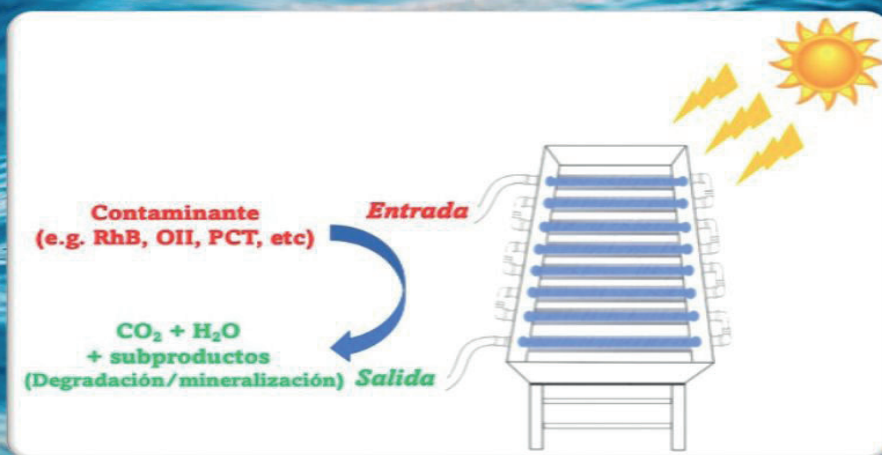 Contaminante
(e.g. RhB, OII, PCT, etc)
Entrada
CO₂ + H₂O
+ subproductos
(Degradación/mineralización)
Salida